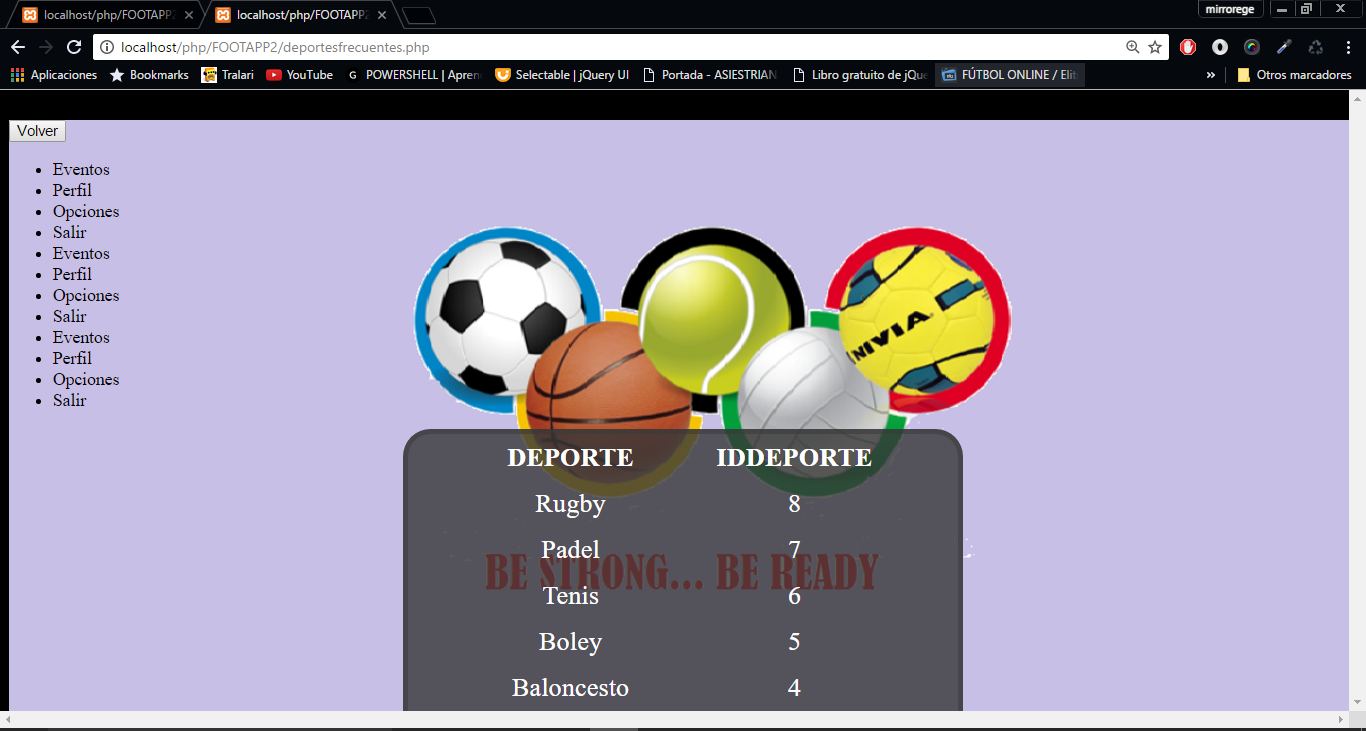 localhost/php/FOOTAPP2
localhost/php/FOOTAPP2
mirrorege
localhost/php/FOOTAPP2/deportesfrecuentes.php
Aplicaciones
Bookmarks
Tralari
YouTube
G POWERSHELL | Apren
Selectable | jQuery UI
Portada - ASIESTRIAN
Libro gratuito de jQue
FÚTBOL ONLINE / Elit
»
Otros marcadores
Volver
Eventos
Perfil
Opciones
Salir
Eventos
Perfil
Opciones
Salir
Eventos
Perfil
Opciones
Salir
NIVIA
DEPORTE IDDEPORTE
Rugby 8
Padel 7
BE STRONG... BE READY
Tenis 6
Boley 5
Baloncesto 4